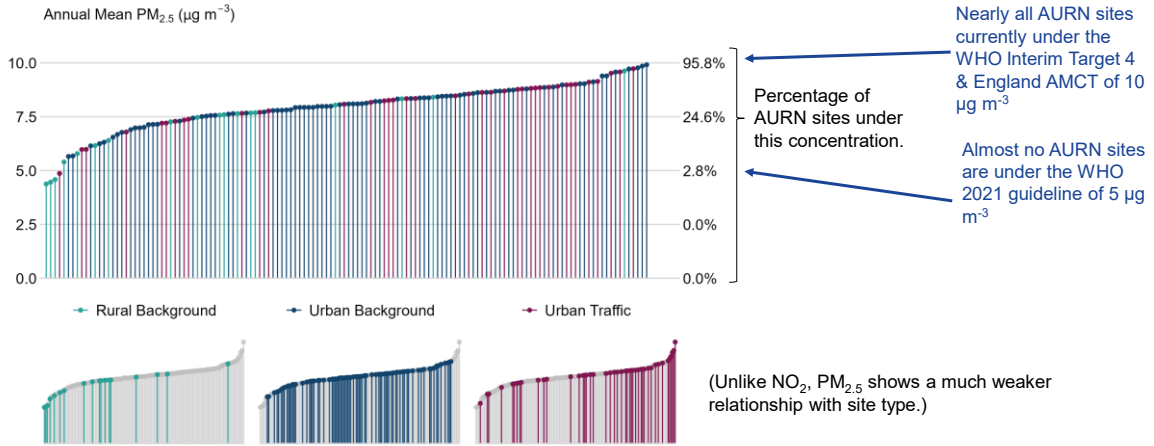 Annual Mean PM2.5 (µg m−3)
10.0
7.5
5.0
2.5
0.0
95.8%
24.6%
2.8%
0.0%
0.0%
Percentage of
AURN sites under
this concentration.
Nearly all AURN sites
currently under the
WHO Interim Target 4
& England AMCT of 10
µg m-3
Almost no AURN sites
are under the WHO
2021 guideline of 5 µg
m-3
Rural Background
Urban Background
Urban Traffic
(Unlike NO2, PM2.5 shows a much weaker
relationship with site type.)